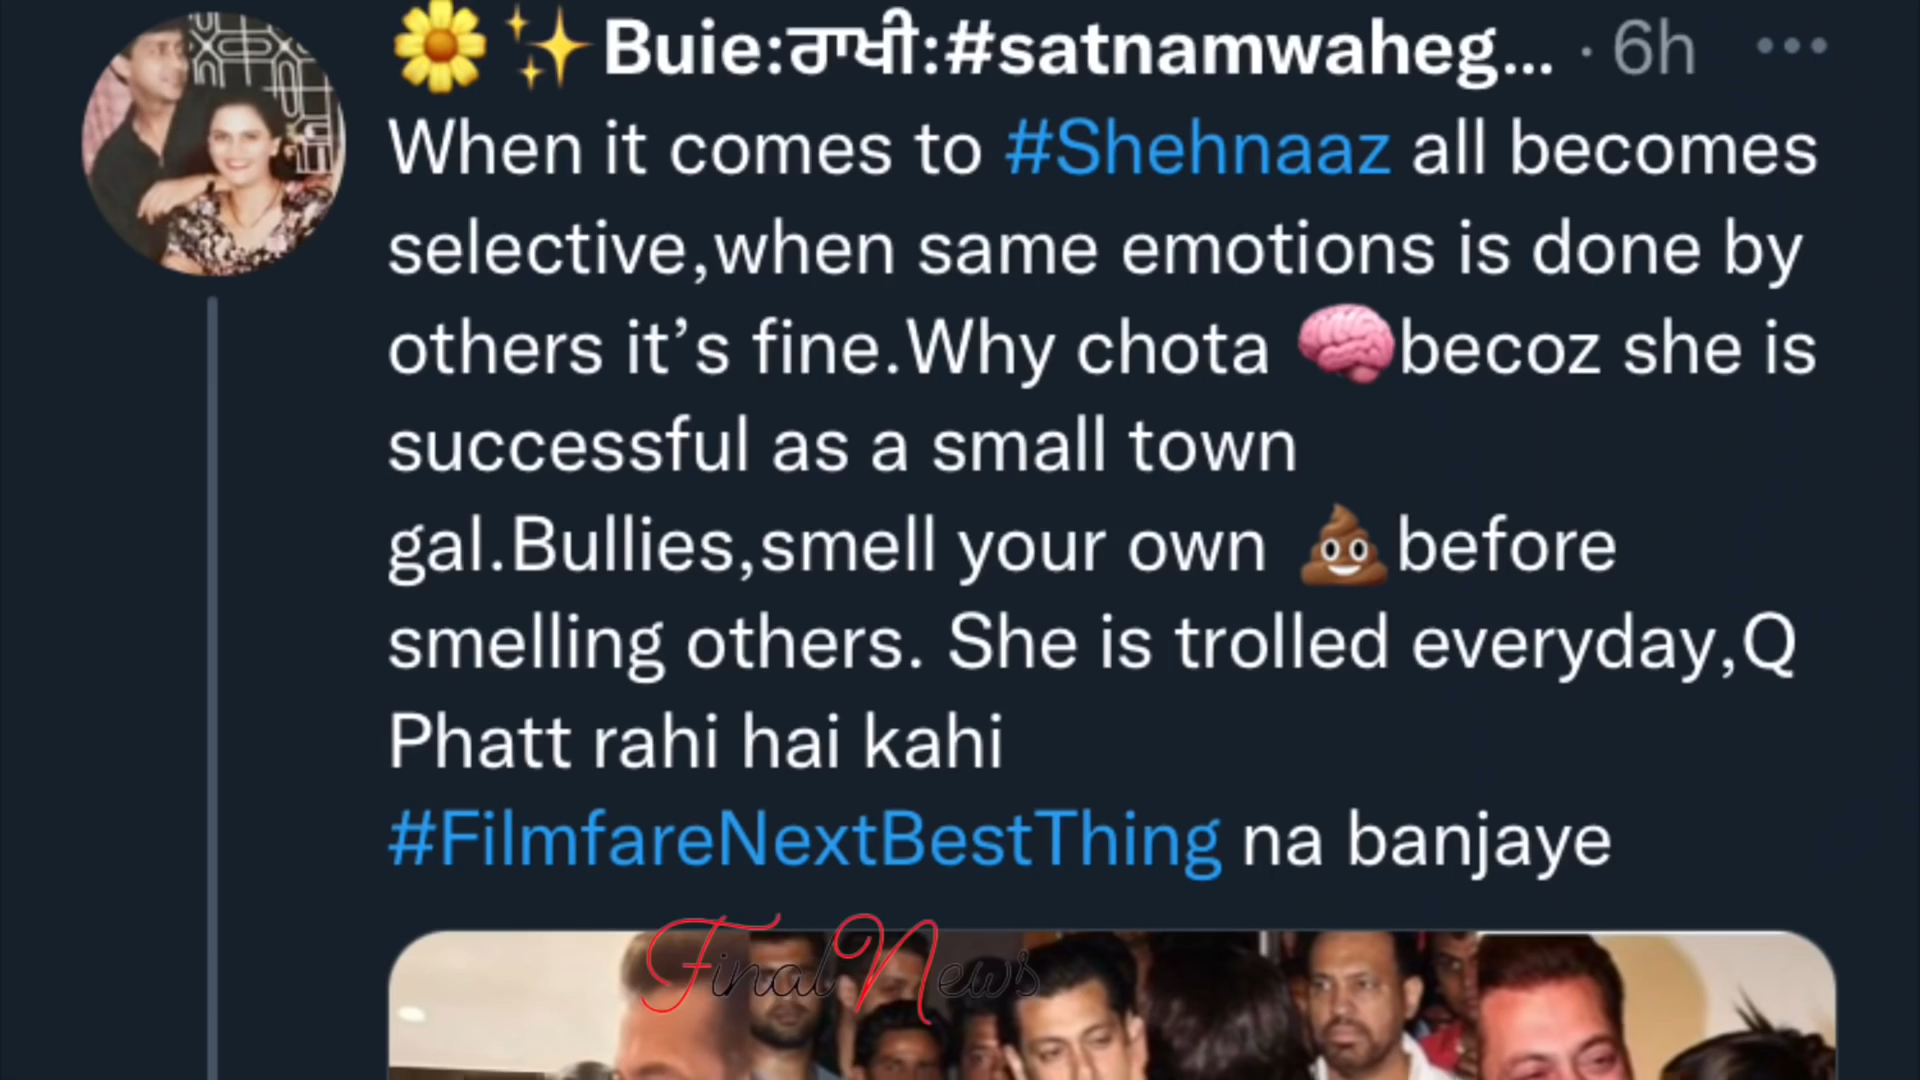 🌼✨Buie:ਰਾਖੀ:#satnamwaheg... · 6h
When it comes to #Shehnaaz all becomes
selective,when same emotions is done by
others it’s fine.Why chota 🧠becoz she is
successful as a small town
gal.Bullies,smell your own 💩before
smelling others. She is trolled everyday,Q
Phatt rahi hai kahi
#FilmfareNextBestThing na banjaye
Final News